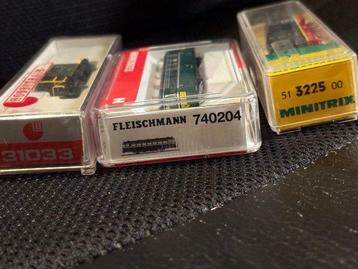 31033
FLEISCHMANN 740204
51 3225 00
MINITRIX